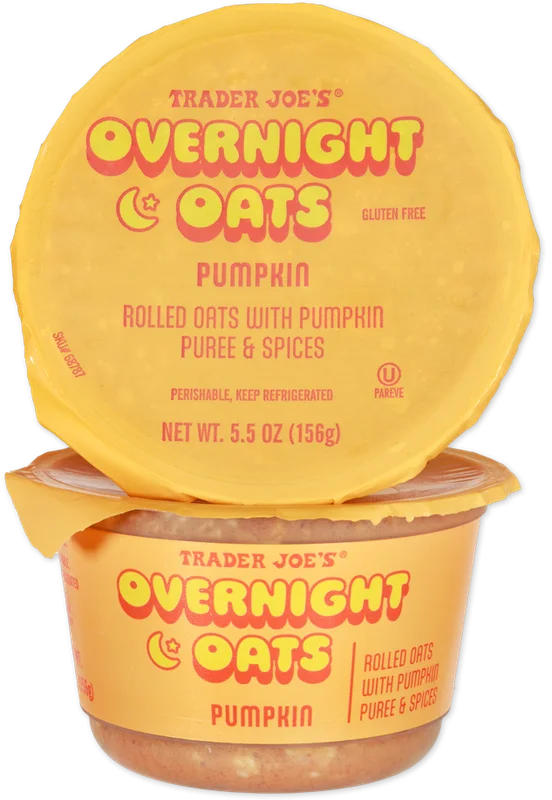 TRADER JOE'S®
OVERNIGHT
OATS
GLUTEN FREE
PUMPKIN
ROLLED OATS WITH PUMPKIN
PUREE & SPICES
SKU# 68787
U
PAREVE
PERISHABLE, KEEP REFRIGERATED
NET WT. 5.5 OZ (156g)
TRADER JOE'S®
OVERNIGHT
OATS
PUMPKIN
ROLLED OATS
WITH PUMPKIN
PUREE & SPICES